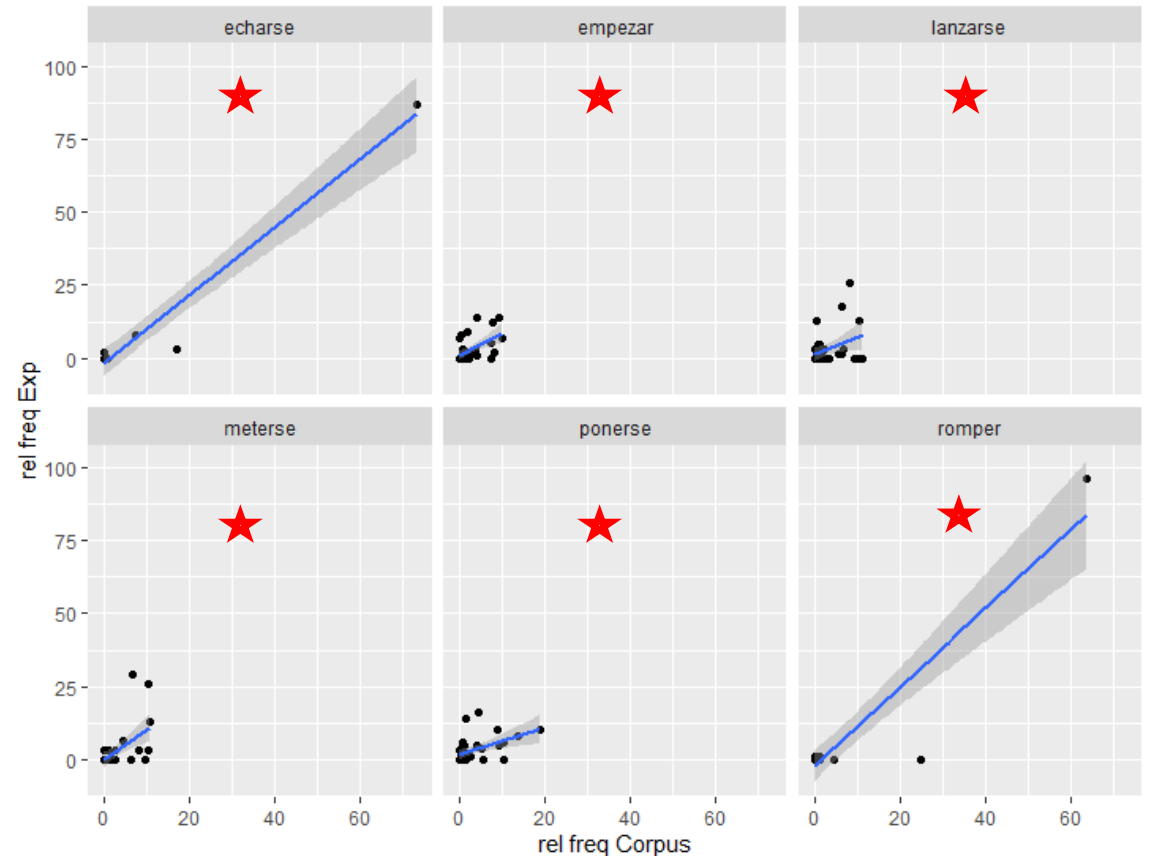 echarse empezar lanzarse
100
75
50
25
0
rel freq Exp
meterse ponerse romper
100
75
50
25
0
0 20 40 60 0 20 40 60 0 20 40 60
rel freq Corpus